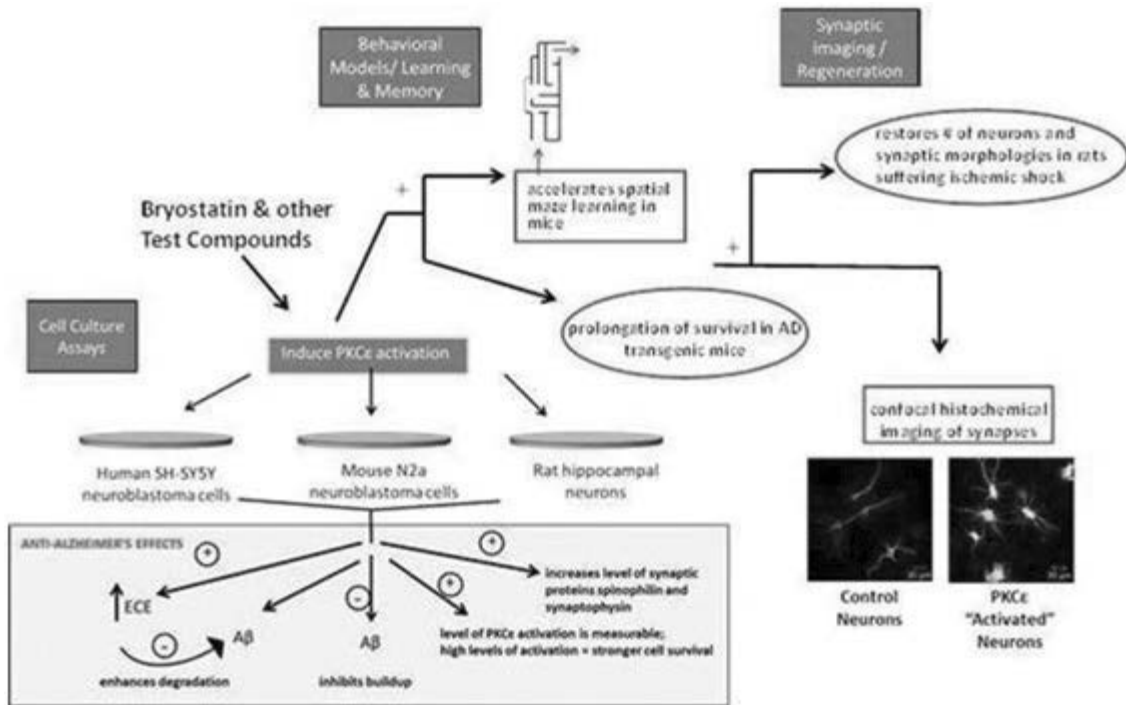 Behavioral
Models/ Learning
& Memory
Synaptic
imaging /
Regeneration
restores # of neurons and
synaptic morphologies in rats
suffering ischemic shock
+
accelerates spatial
maze learning in
mice
+
Bryostatin & other
Test Compounds
Cell Culture
Assays
Induce PKCε activation
prolongation of survival in AD
transgenic mice
confocal histochemical
imaging of synapses
Human SH-SY5Y
neuroblastoma cells
Mouse N2a
neuroblastoma cells
Rat hippocampal
neurons
ANTI-ALZHEIMER'S EFFECTS
+
+
-
+
increases level of synaptic
proteins spinophilin and
synaptophysin
ECE
-
Aβ
Aβ
level of PKCε activation is measurable;
high levels of activation = stronger cell survival
enhances degradation
inhibits buildup
Control
Neurons
PKCε
"Activated"
Neurons